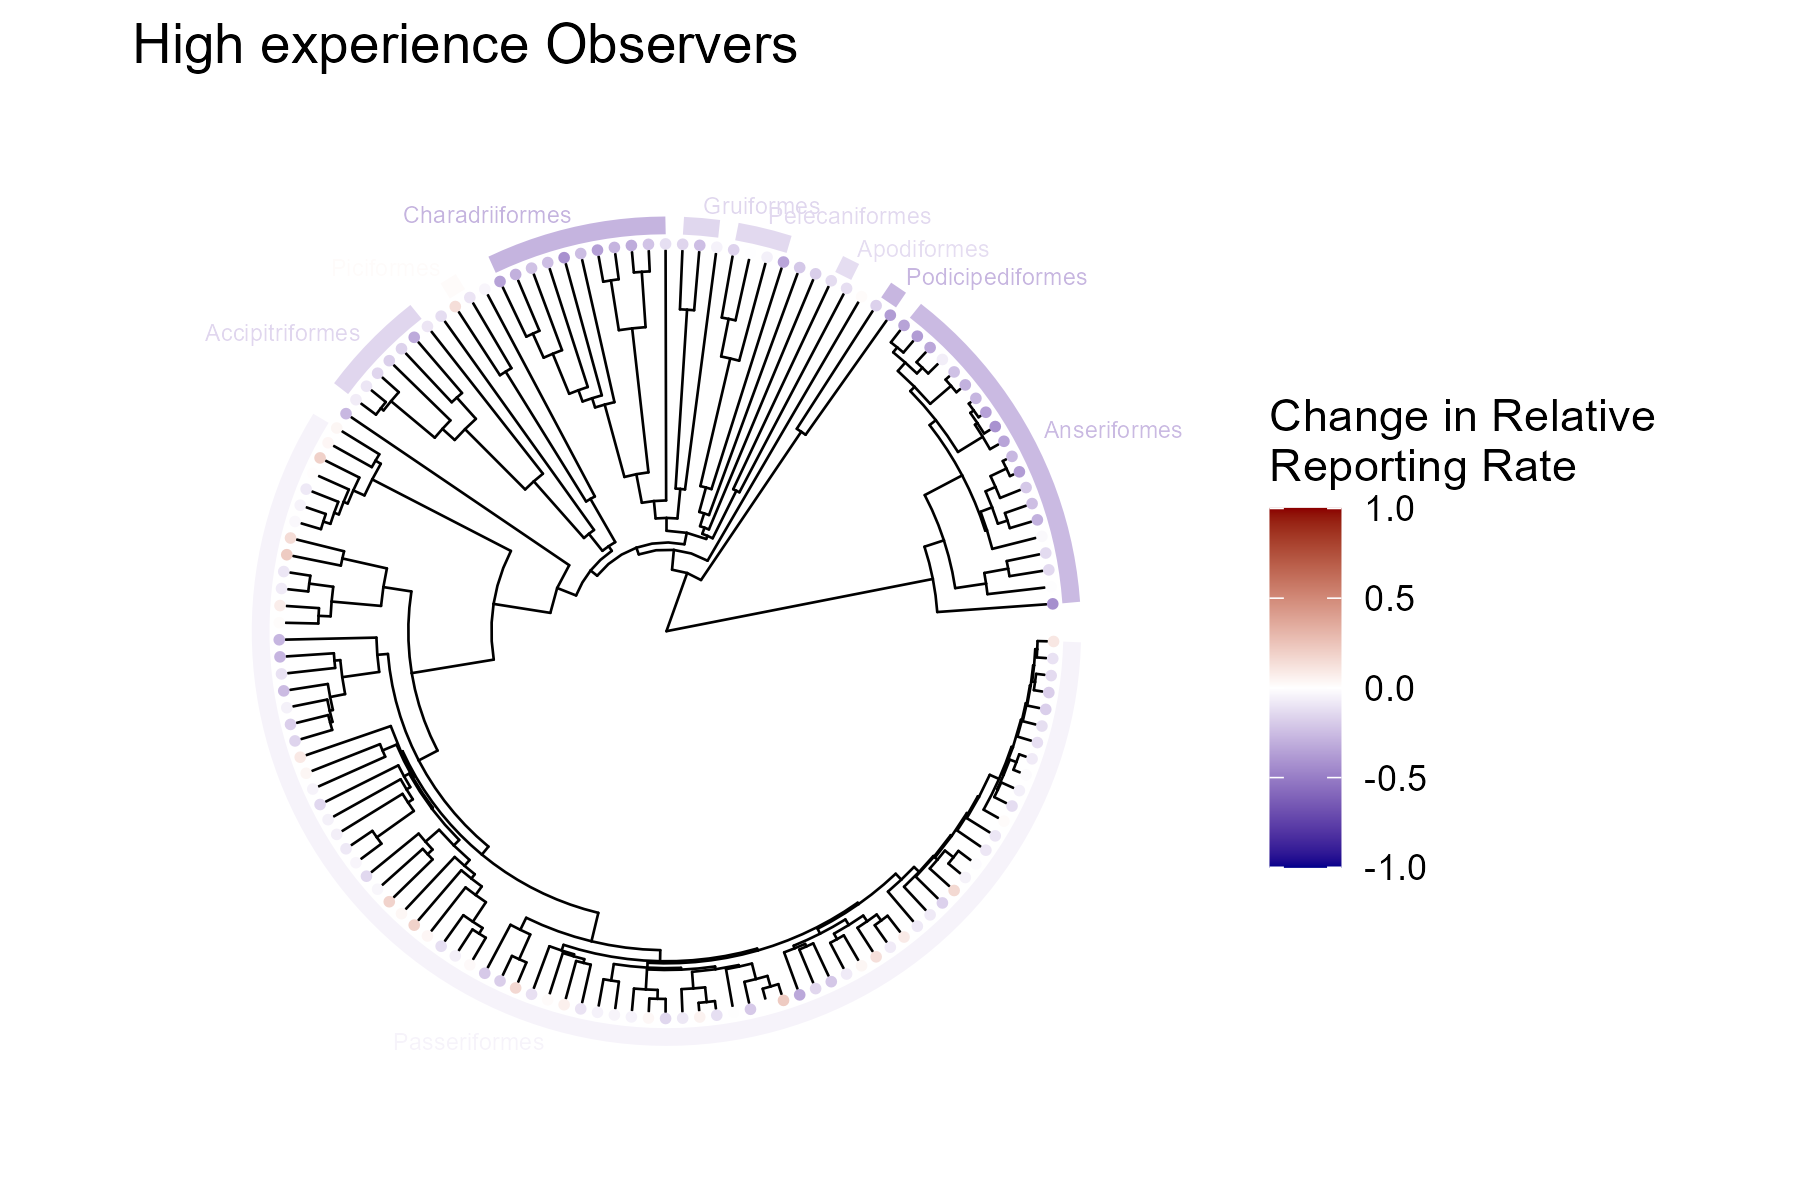 High experience Observers
Charadriiformes
Gruiformes
Pelecaniformes
Apodiformes
Piciformes
Podicipediformes
Accipitriformes
Anseriformes
Passeriformes
Change in Relative
Reporting Rate
1.0
0.5
0.0
-0.5
-1.0